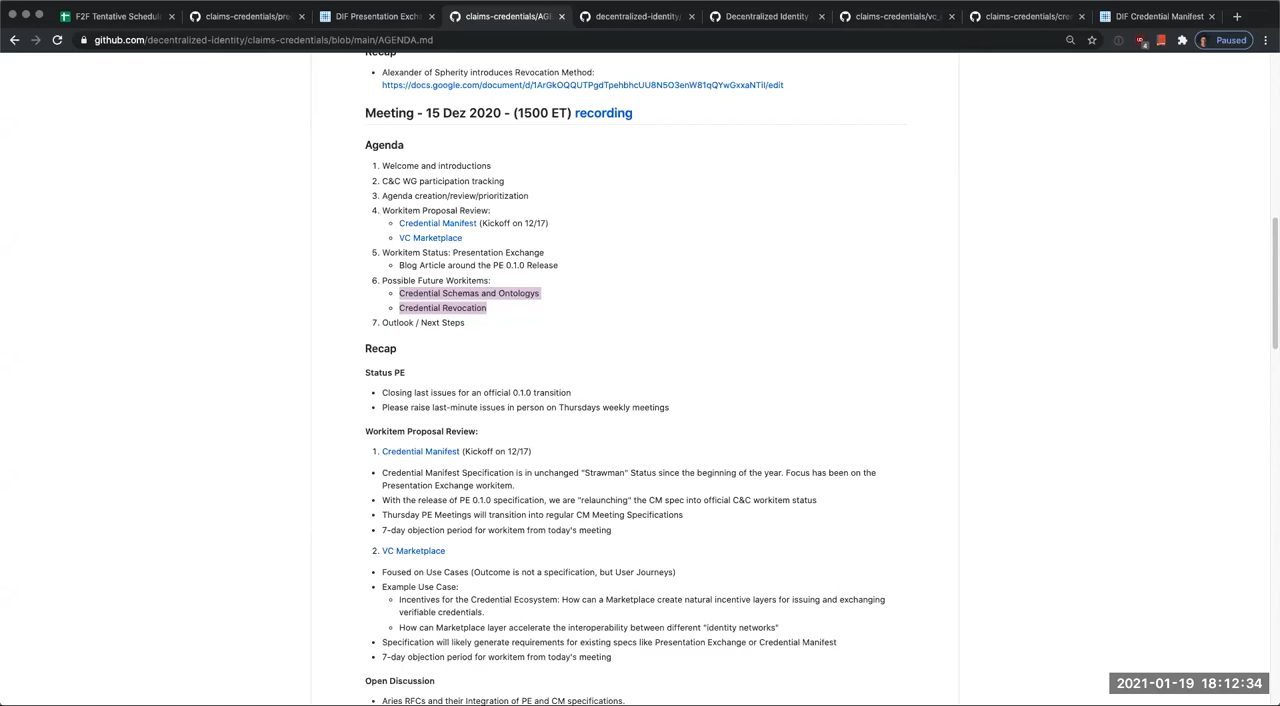 F2F Tentative Schedul
claims-credentials/pre
DIF Presentation Exch
claims-credentials/AGE
decentralized-identity/
Decentralized Identity
claims-credentials/vc_
claims-credentials/cre
DIF Credential Manifest
github.com/decentralized-identity/claims-credentials/blob/main/AGENDA.md
Paused
Recap
• Alexander of Spherity introduces Revocation Method:
Meeting - 15 Dez 2020 - (1500 ET) recording
Agenda
1. Welcome and introductions
2. C&C WG participation tracking
3. Agenda creation/review/prioritization
4. Workitem Proposal Review:
Credential Manifest (Kickoff on 12/17)
VC Marketplace
5. Workitem Status: Presentation Exchange
Blog Article around the PE 0.1.0 Release
6. Possible Future Workitems:
Credential Schemas and Ontologys
Credential Revocation
7. Outlook / Next Steps
Recap
Status PE
• Closing last issues for an official 0.1.0 transition
• Please raise last-minute issues in person on Thursdays weekly meetings
Workitem Proposal Review:
1. Credential Manifest (Kickoff on 12/17)
• Credential Manifest Specification is in unchanged "Strawman" Status since the beginning of the year. Focus has been on the
Presentation Exchange workitem.
• With the release of PE 0.1.0 specification, we are "relaunching" the CM spec into official C&C workitem status
• Thursday PE Meetings will transition into regular CM Meeting Specifications
• 7-day objection period for workitem from today's meeting
2. VC Marketplace
• Foused on Use Cases (Outcome is not a specification, but User Journeys)
• Example Use Case:
Incentives for the Credential Ecosystem: How can a Marketplace create natural incentive layers for issuing and exchanging
verifiable credentials.
How can Marketplace layer accelerate the interoperability between different "identity networks"
• Specification will likely generate requirements for existing specs like Presentation Exchange or Credential Manifest
• 7-day objection period for workitem from today's meeting
Open Discussion
• Aries RFCs and their Integration of PE and CM specifications.
2021-01-19 18:12:34